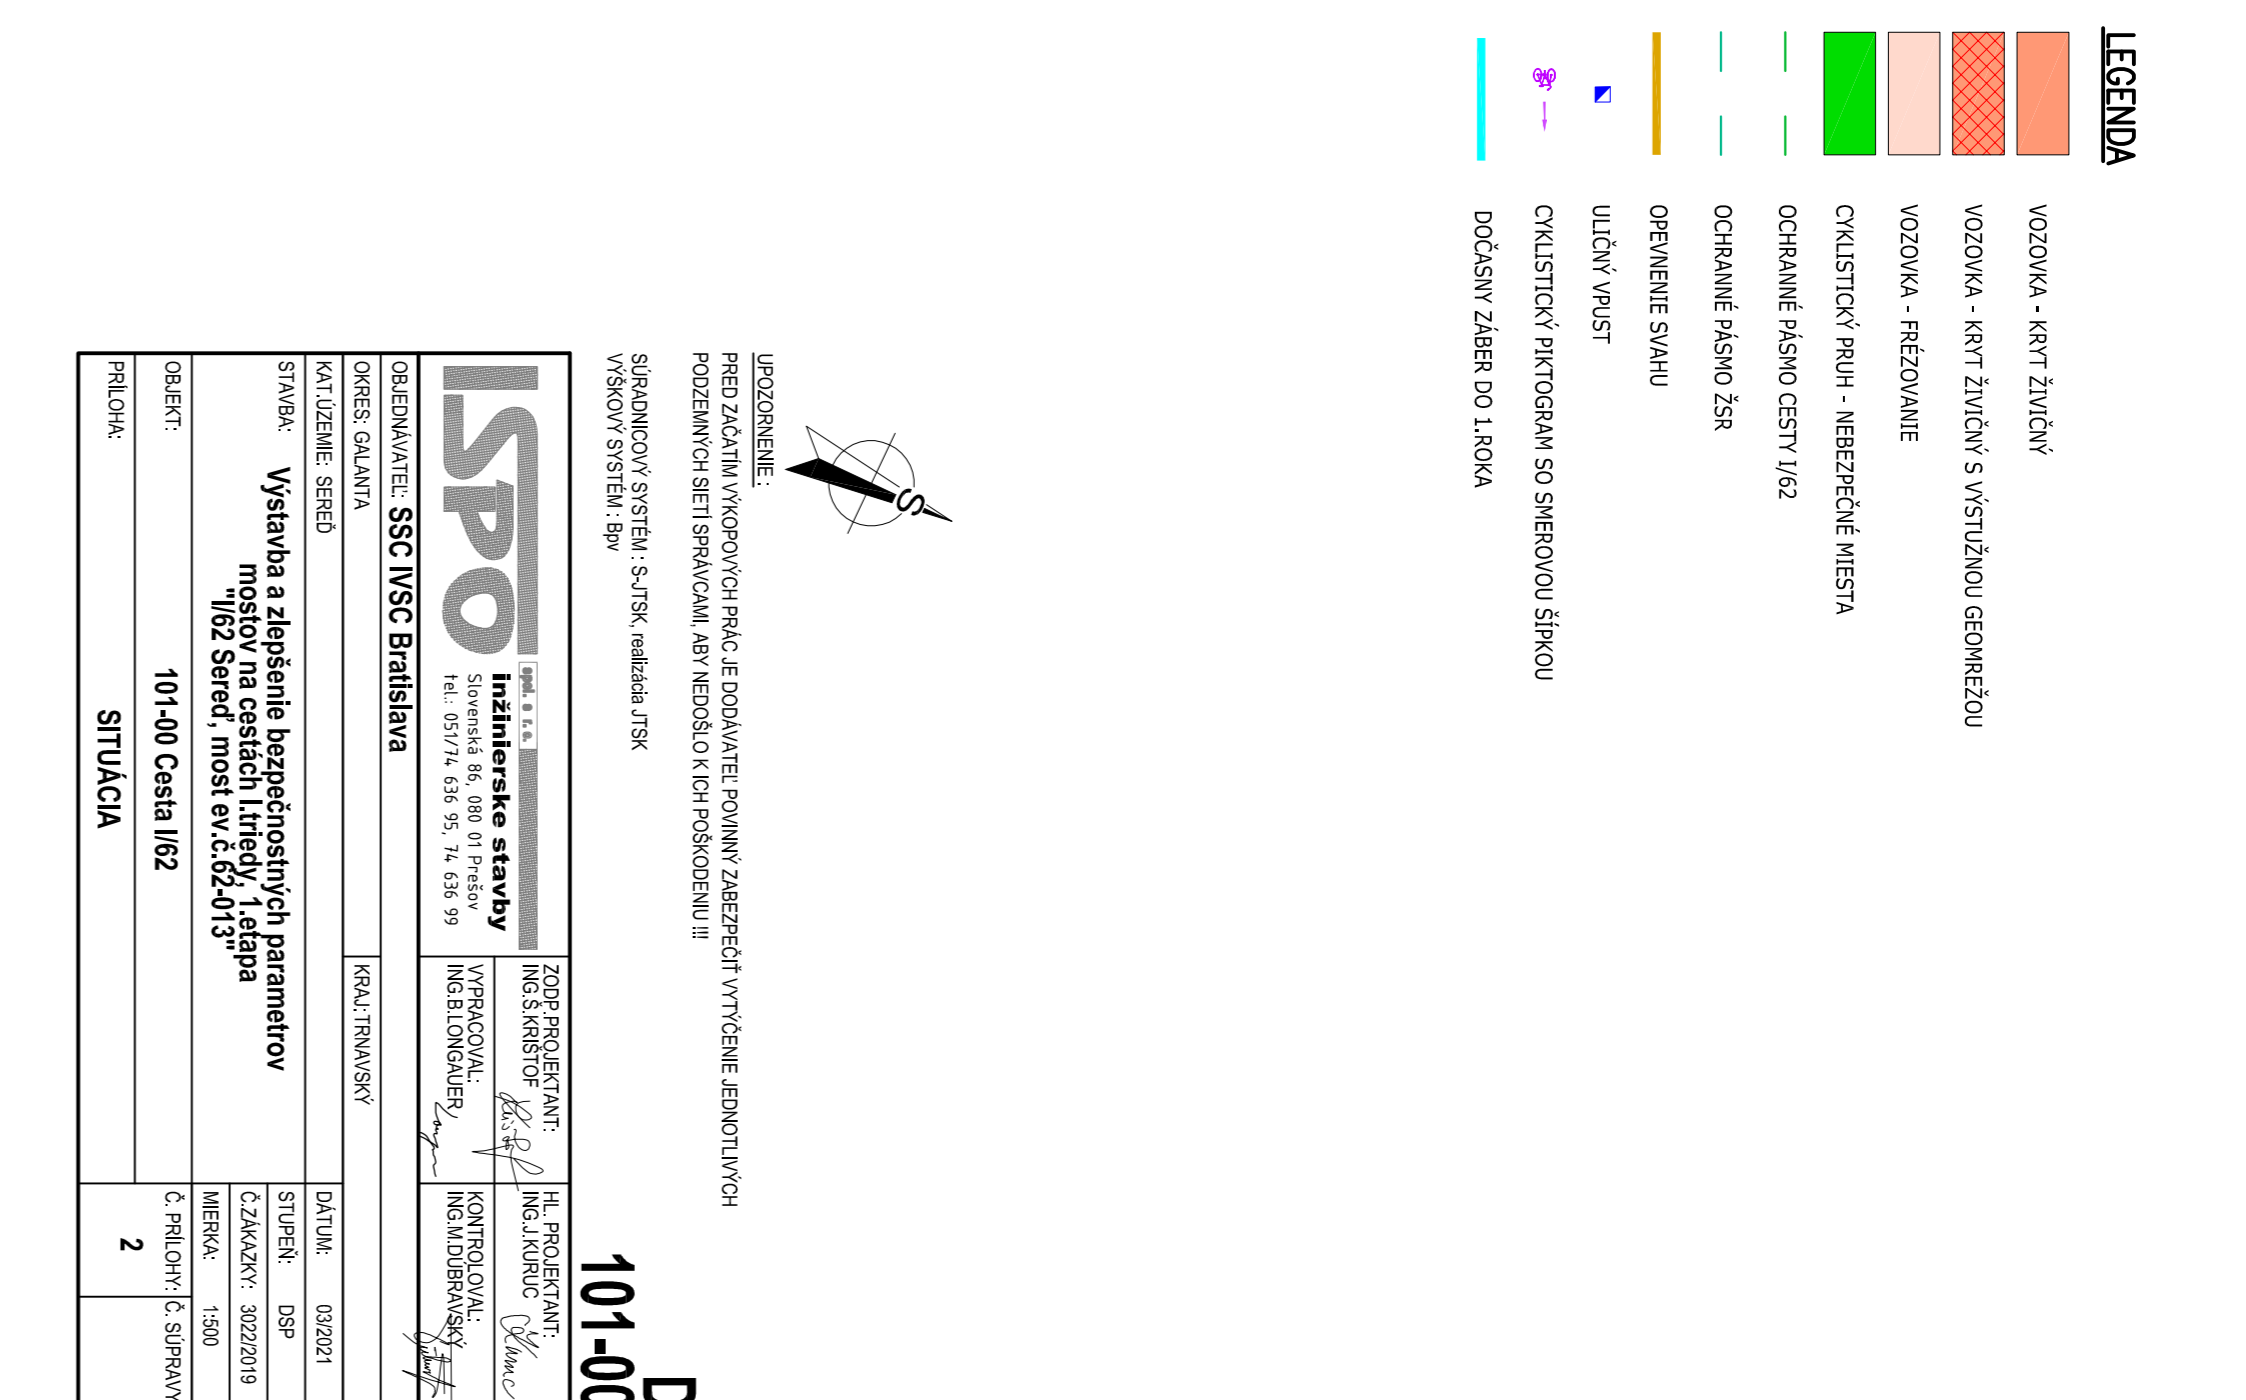 LEGENDA
VOZOVKA - KRYT ŽIVIČNÝ
VOZOVKA - KRYT ŽIVIČNÝ S VÝSTUŽNOU GEOMREŽOU
VOZOVKA - FRÉZOVANIE
CYKLISTICKÝ PRUH - NEBEZPEČNÉ MIESTA
OCHRANNÉ PÁSMO CESTY I/62
OCHRANNÉ PÁSMO ŽSR
OPEVNENIE SVAHU
ULIČNÝ VPUST
CYKLISTICKÝ PIKTOGRAM SO SMEROVOU ŠÍPKOU
DOČASNY ZÁBER DO 1.ROKA
S
UPOZORNENIE :
PRED ZAČATÍM VÝKOPOVÝCH PRÁC JE DODÁVATEĽ POVINNÝ ZABEZPEČIŤ VYTÝČENIE JEDNOTLIVÝCH
PODZEMNÝCH SIETÍ SPRÁVCAMI, ABY NEDOŠLO K ICH POŠKODENIU !!!
SÚRADNICOVÝ SYSTÉM : S-JTSK, realizácia JTSK
VÝŠKOVÝ SYSTÉM : Bpv
101-00
ISPO
spol. s r. o.
inžinierske stavby
Slovenská 86, 080 01 Prešov
tel.: 051/74 636 95, 74 636 99
ZODP.PROJEKTANT:
ING.Š.KRIŠTOF
HL. PROJEKTANT:
ING.J.KURUC
VYPRACOVAL:
ING.B.LONGAUER
KONTROLOVAL:
ING.M.DÚBRAVSKÝ
OBJEDNÁVATEĽ: SSC IVSC Bratislava
OKRES: GALANTA
KRAJ: TRNAVSKÝ
KAT.ÚZEMIE: SEREĎ
DÁTUM: 03/2021
STAVBA: Výstavba a zlepšenie bezpečnostných parametrov
mostov na cestách I.triedy, 1.etapa
"I/62 Sereď, most ev.č.62-013"
STUPEŇ: DSP
Č.ZÁKAZKY: 3022/2019
MIERKA: 1:500
OBJEKT: 101-00 Cesta I/62
Č. PRÍLOHY:
2
Č. SÚPRAVY
PRÍLOHA: SITUÁCIA